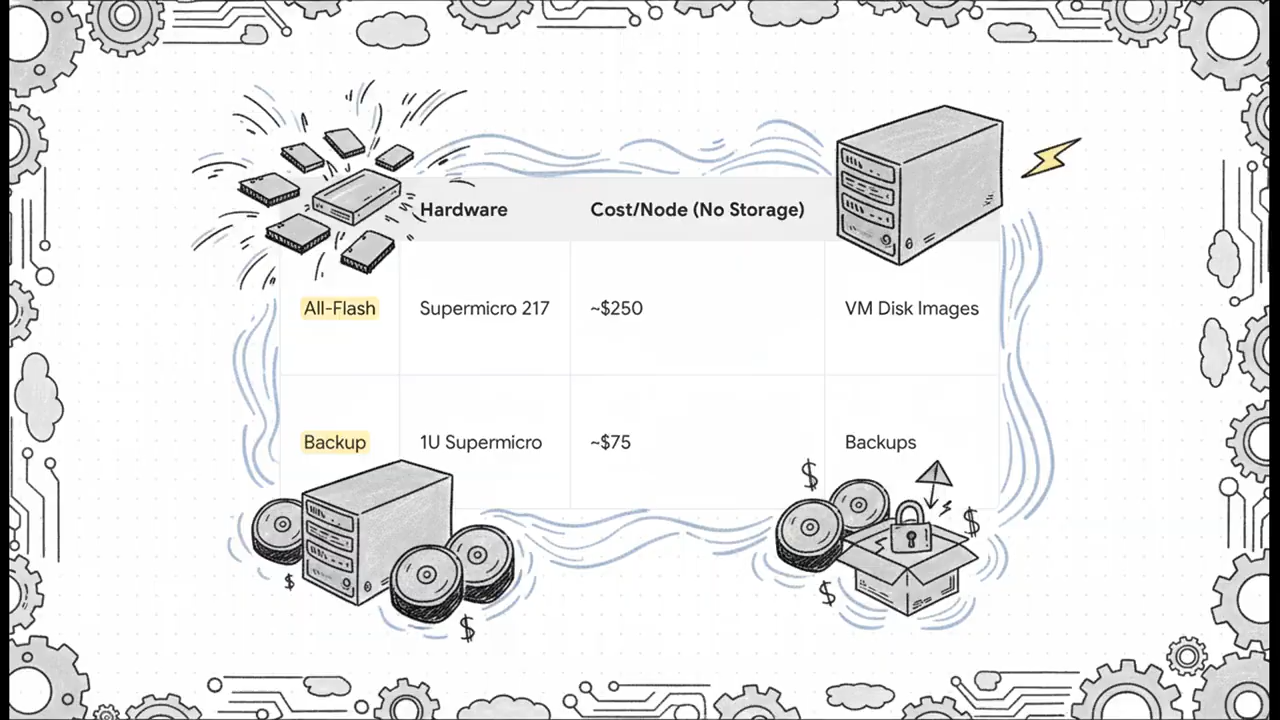 Hardware Cost/Node (No Storage)
All-Flash Supermicro 217 ~$250 VM Disk Images
Backup 1U Supermicro ~$75 Backups
$
$
$
$
$